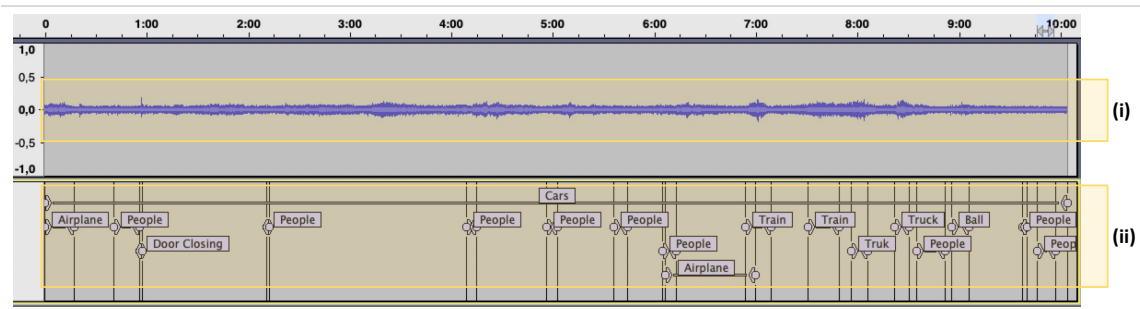 0 1:00 2:00 3:00 4:00 5:00 6:00 7:00 8:00 9:00 10:00
1,0
0,5
0,0
-0,5
-1,0
(i)
Cars
Airplane People People People People People Train Train Truck Ball People
Door Closing People Truk People Peop
Airplane
(ii)